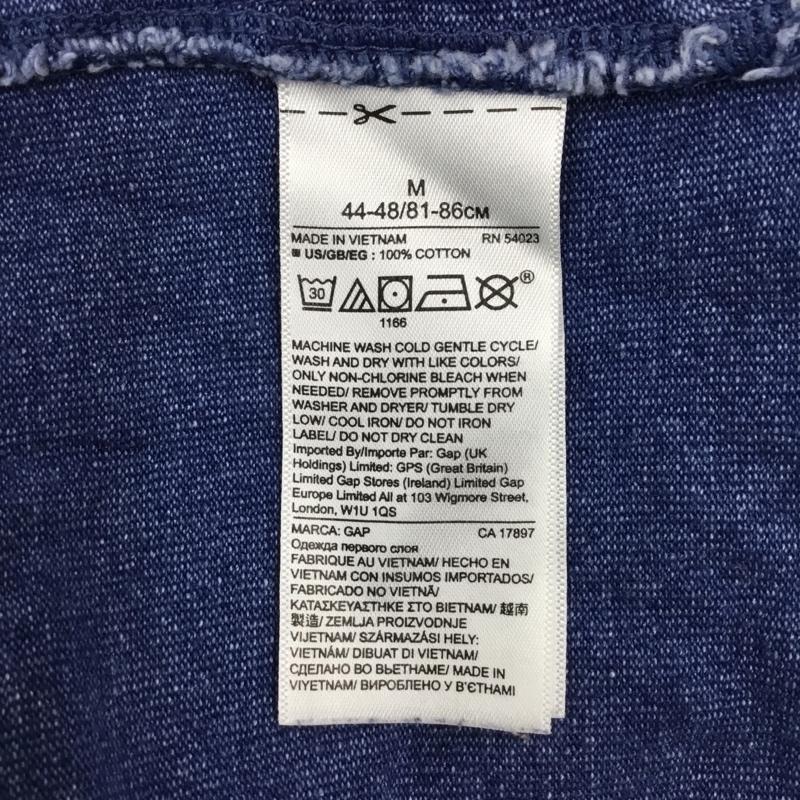 M
44-48/81-86CM
MADE IN VIETNAM RN 54023
US/GB/EG : 100% COTTON
30
®
1166
MACHINE WASH COLD GENTLE CYCLE/
WASH AND DRY WITH LIKE COLORS/
ONLY NON-CHLORINE BLEACH WHEN
NEEDED/ REMOVE PROMPTLY FROM
WASHER AND DRYER/ TUMBLE DRY
LOW/ COOL IRON/ DO NOT IRON
LABEL/ DO NOT DRY CLEAN
Imported By/Importe Par: Gap (UK
Holdings) Limited: GPS (Great Britain)
Limited Gap Stores (Ireland) Limited Gap
Europe Limited All at 103 Wigmore Street,
London, W1U 1QS
MARCA: GAP CA 17897
Одежда первого слоя
FABRIQUE AU VIETNAM/ HECHO EN
VIETNAM CON INSUMOS IMPORTADOS/
FABRICADO NO VIETNÃ/
ΚΑΤΑΣΚΕΥΑΣΤΗΚΕ ΣΤΟ ΒΙΕΤΝΑΜ/ 越南
製造/ ZEMLJA PROIZVODNJE
VIJETNAM/ SZÁRMAZÁSI HELY:
VIETNÁM/ DIBUAT DI VIETNAM/
СДЕЛАНО ВО ВЬЕТНАМЕ/ MADE IN
VIYETNAM/ ВИРОБЛЕНО У В'ЄТНАМІ